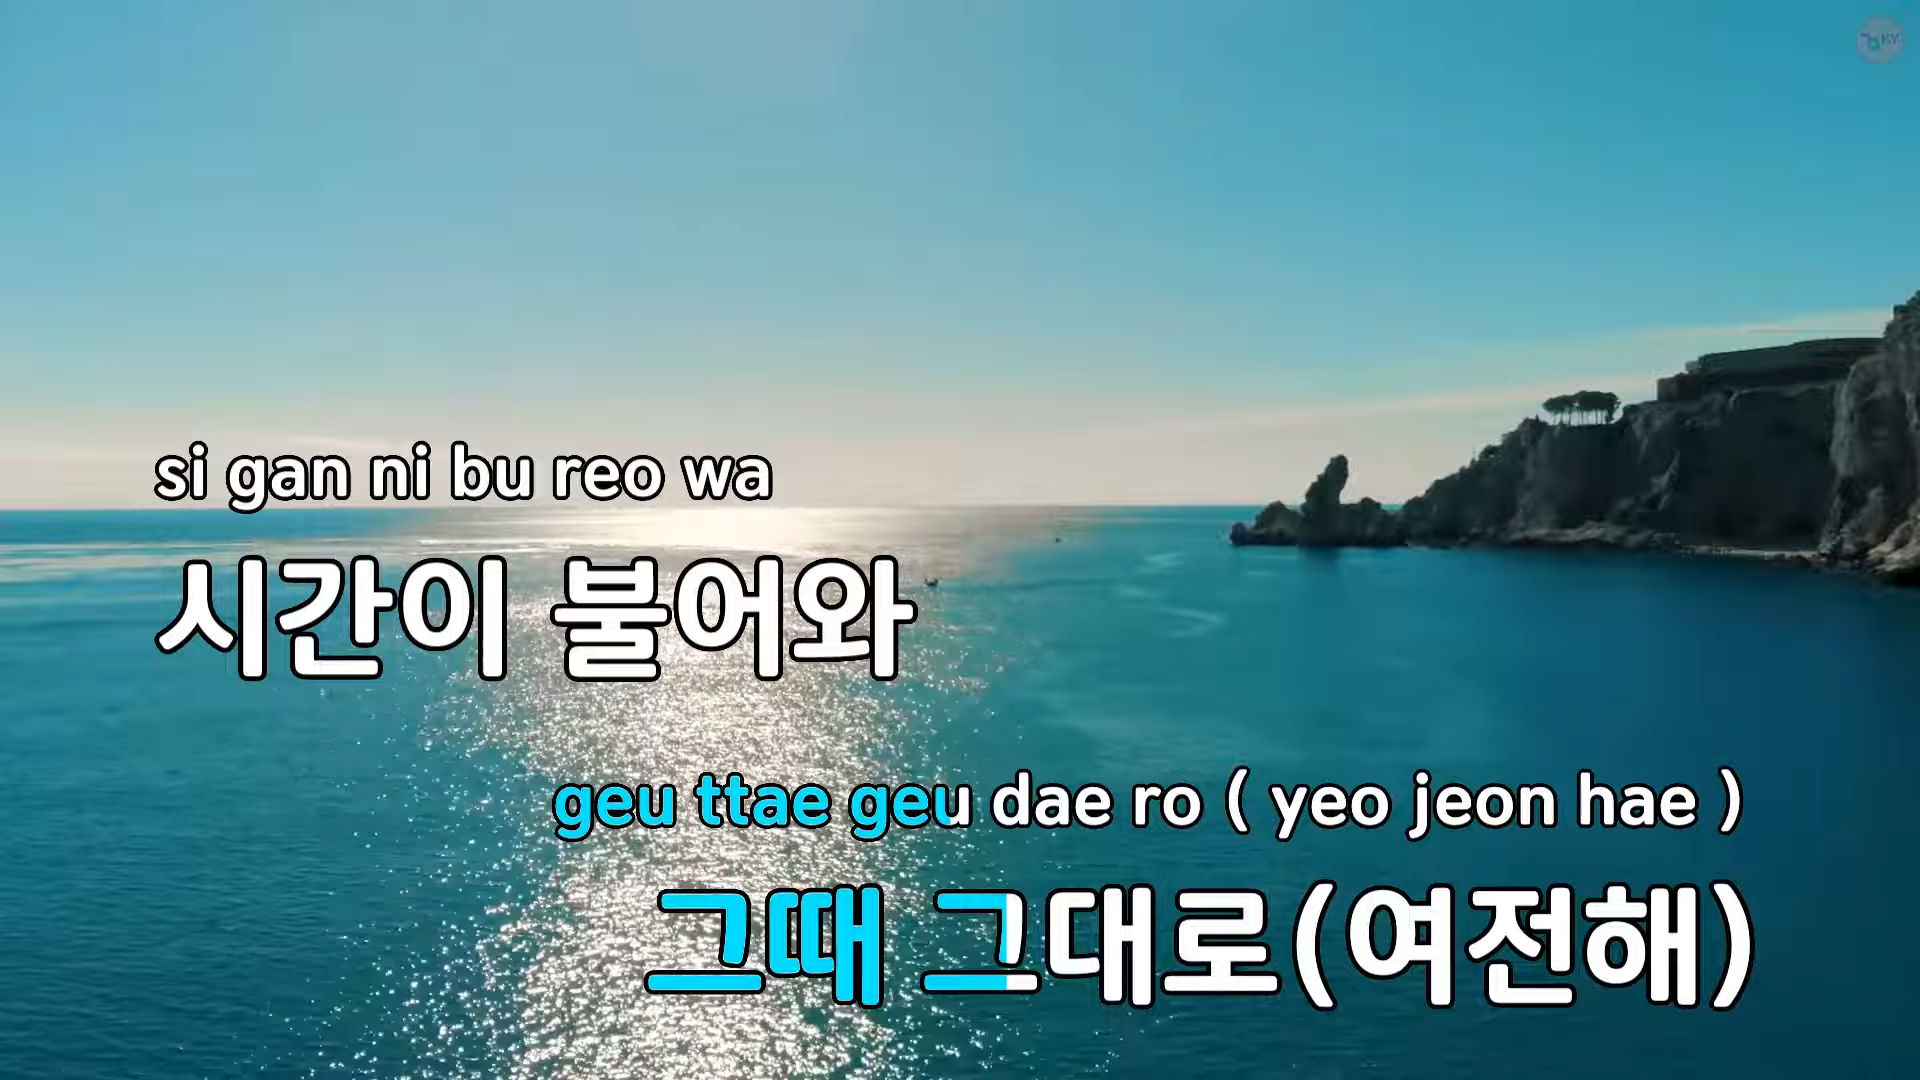 si gan ni bu reo wa
시간이 불어와
geu ttae geu dae ro ( yeo jeon hae )
그때 그대로(여전해)
KY